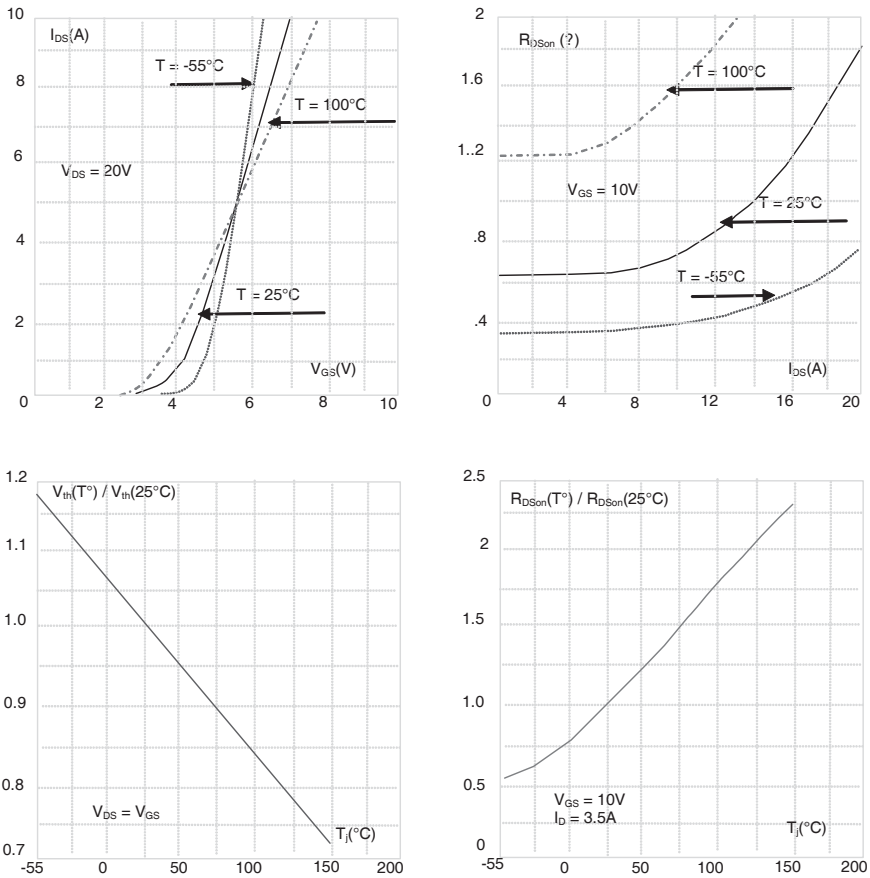 10
I_DS(A)
T = -55°C
8
T = 100°C
6
V_DS = 20V
4
T = 25°C
2
V_GS(V)
0 2 4 6 8 10
2
R_DSon (?)
1.6
T = 100°C
1..2
V_GS = 10V
T = 25°C
.8
T = -55°C
.4
I_DS(A)
0 4 8 12 16 20
1.2
V_th(T°) / V_th(25°C)
1.1
1.0
0.9
0.8
V_DS = V_GS
T_j(°C)
0.7
-55 0 50 100 150 200
2.5
R_DSon(T°) / R_DSon(25°C)
2
1.5
1.0
0.5
V_GS = 10V
I_D = 3.5A
T_j(°C)
0
-55 0 50 100 150 200